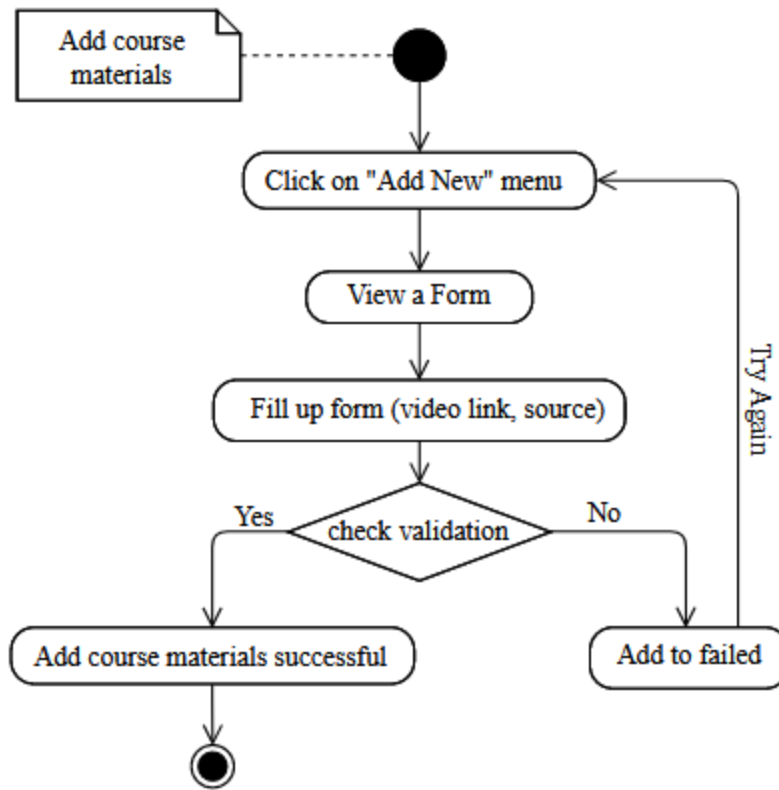 Add course
materials
Click on "Add New" menu
View a Form
Fill up form (video link, source)
check validation
Yes
No
Try Again
Add course materials successful
Add to failed